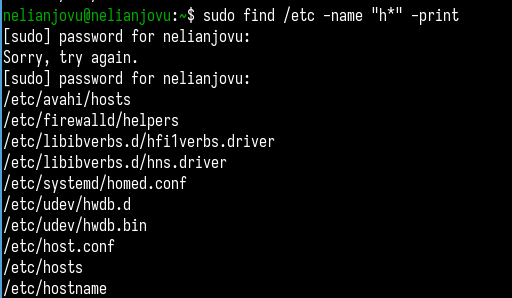 nelianjovu@nelianjovu:~$ sudo find /etc -name "h*" -print
[sudo] password for nelianjovu:
Sorry, try again.
[sudo] password for nelianjovu:
/etc/avahi/hosts
/etc/firewalld/helpers
/etc/libibverbs.d/hfi1verbs.driver
/etc/libibverbs.d/hns.driver
/etc/systemd/homed.conf
/etc/udev/hwdb.d
/etc/udev/hwdb.bin
/etc/host.conf
/etc/hosts
/etc/hostname